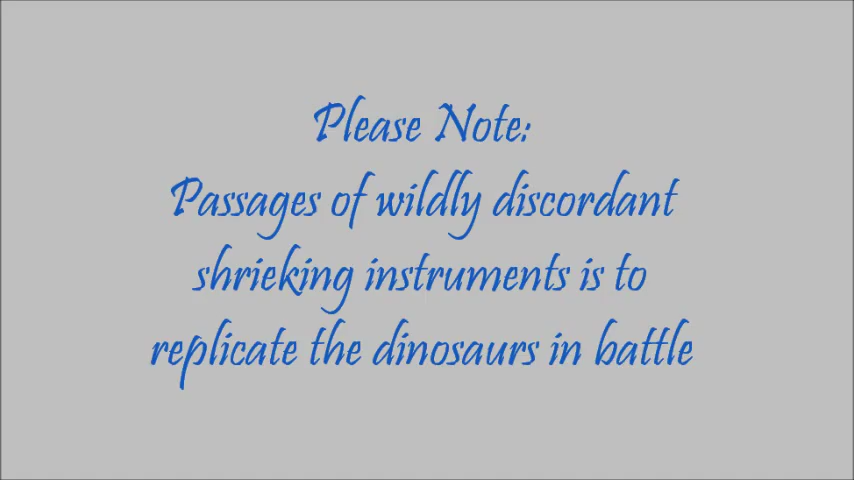 Please Note:
Passages of wildly discordant
shrieking instruments is to
replicate the dinosaurs in battle